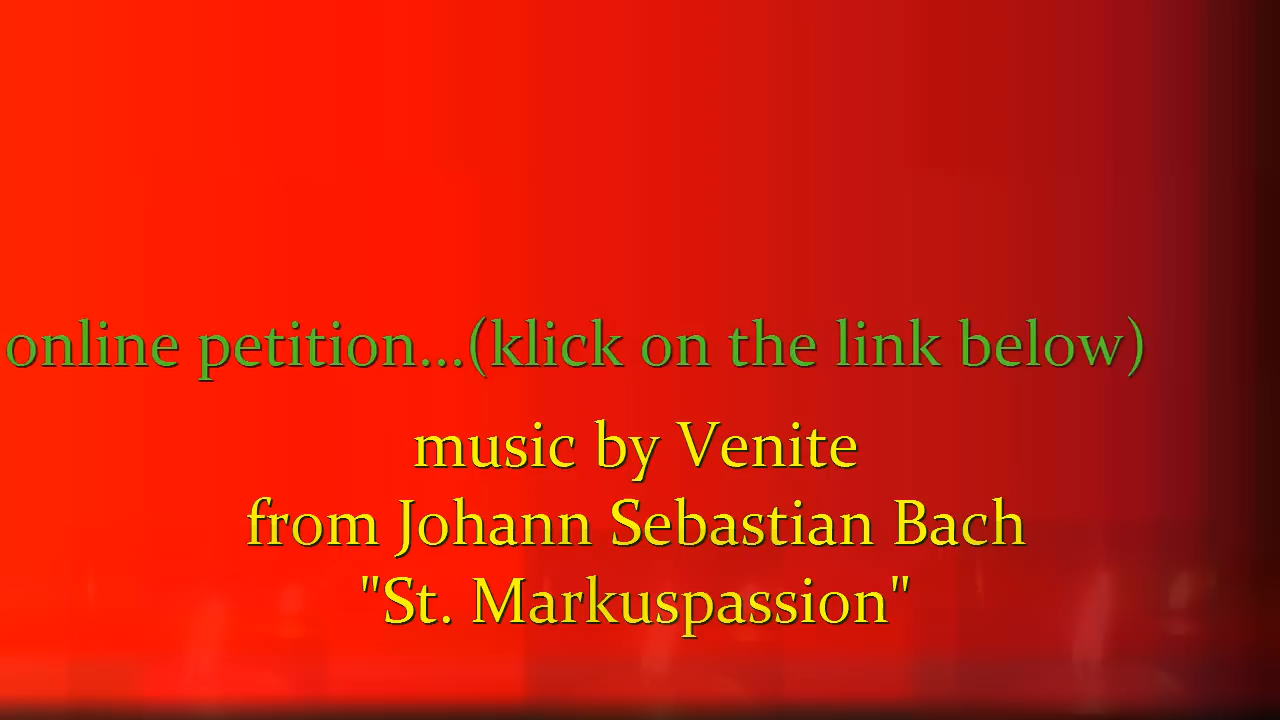 online petition...(klick on the link below)
music by Venite
from Johann Sebastian Bach
"St. Markuspassion"